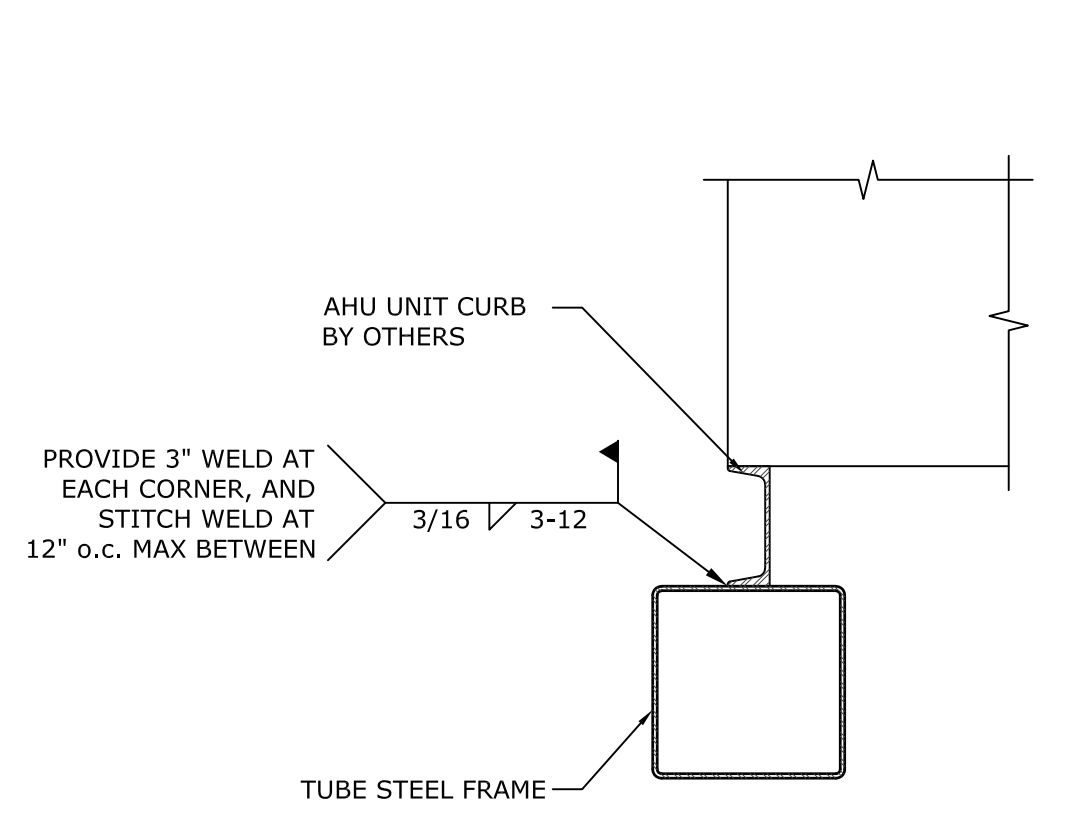 AHU UNIT CURB
BY OTHERS
PROVIDE 3" WELD AT
EACH CORNER, AND
STITCH WELD AT
12" o.c. MAX BETWEEN
3/16 3-12
TUBE STEEL FRAME